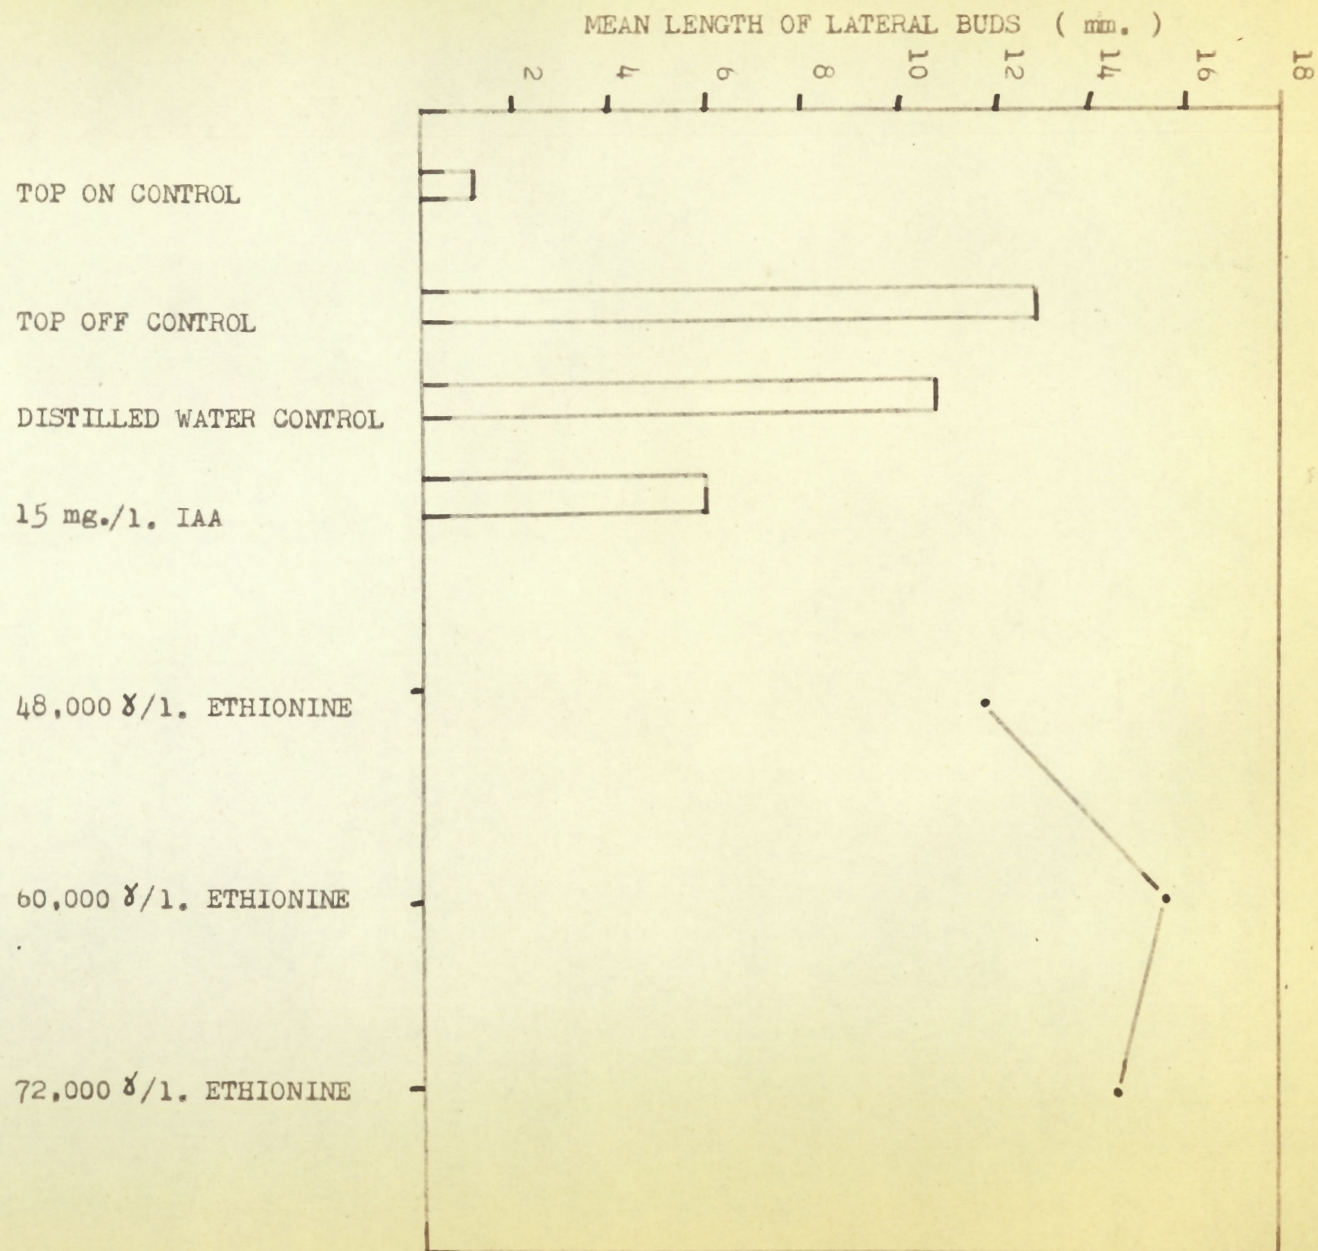 MEAN LENGTH OF LATERAL BUDS ( mm. )
2 4 6 8 10 12 14 16 18
TOP ON CONTROL
TOP OFF CONTROL
DISTILLED WATER CONTROL
15 mg./l. IAA
48,000 ɣ/l. ETHIONINE
60,000 ɣ/l. ETHIONINE
72,000 ɣ/l. ETHIONINE